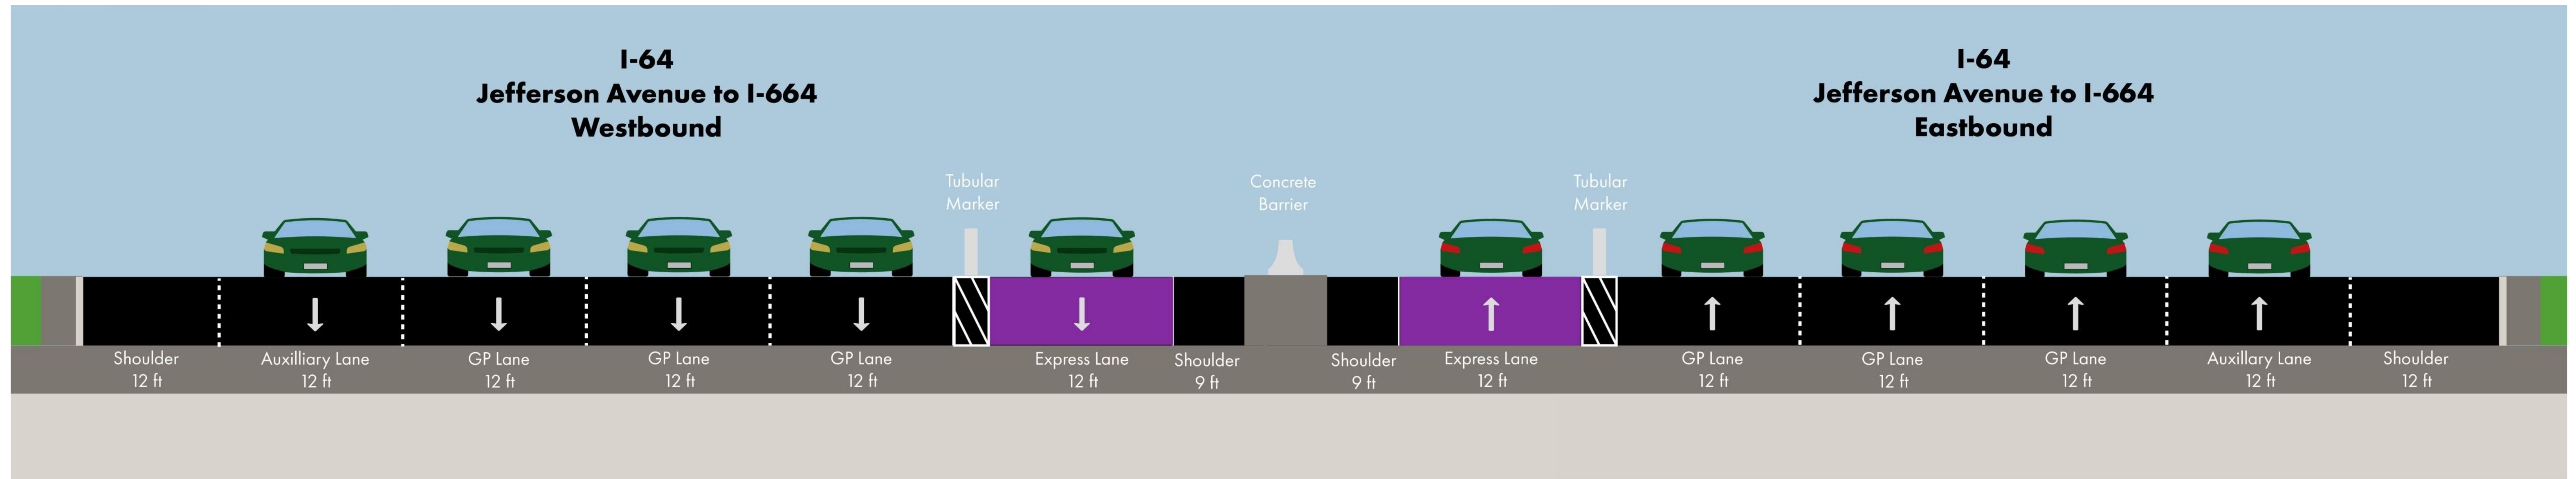 I-64
Jefferson Avenue to I-664
Westbound
I-64
Jefferson Avenue to I-664
Eastbound
Tubular
Marker
Concrete
Barrier
Tubular
Marker
Shoulder
12 ft
Auxilliary Lane
12 ft
GP Lane
12 ft
GP Lane
12 ft
GP Lane
12 ft
Express Lane
12 ft
Shoulder
9 ft
Shoulder
9 ft
Express Lane
12 ft
GP Lane
12 ft
GP Lane
12 ft
GP Lane
12 ft
Auxillary Lane
12 ft
Shoulder
12 ft